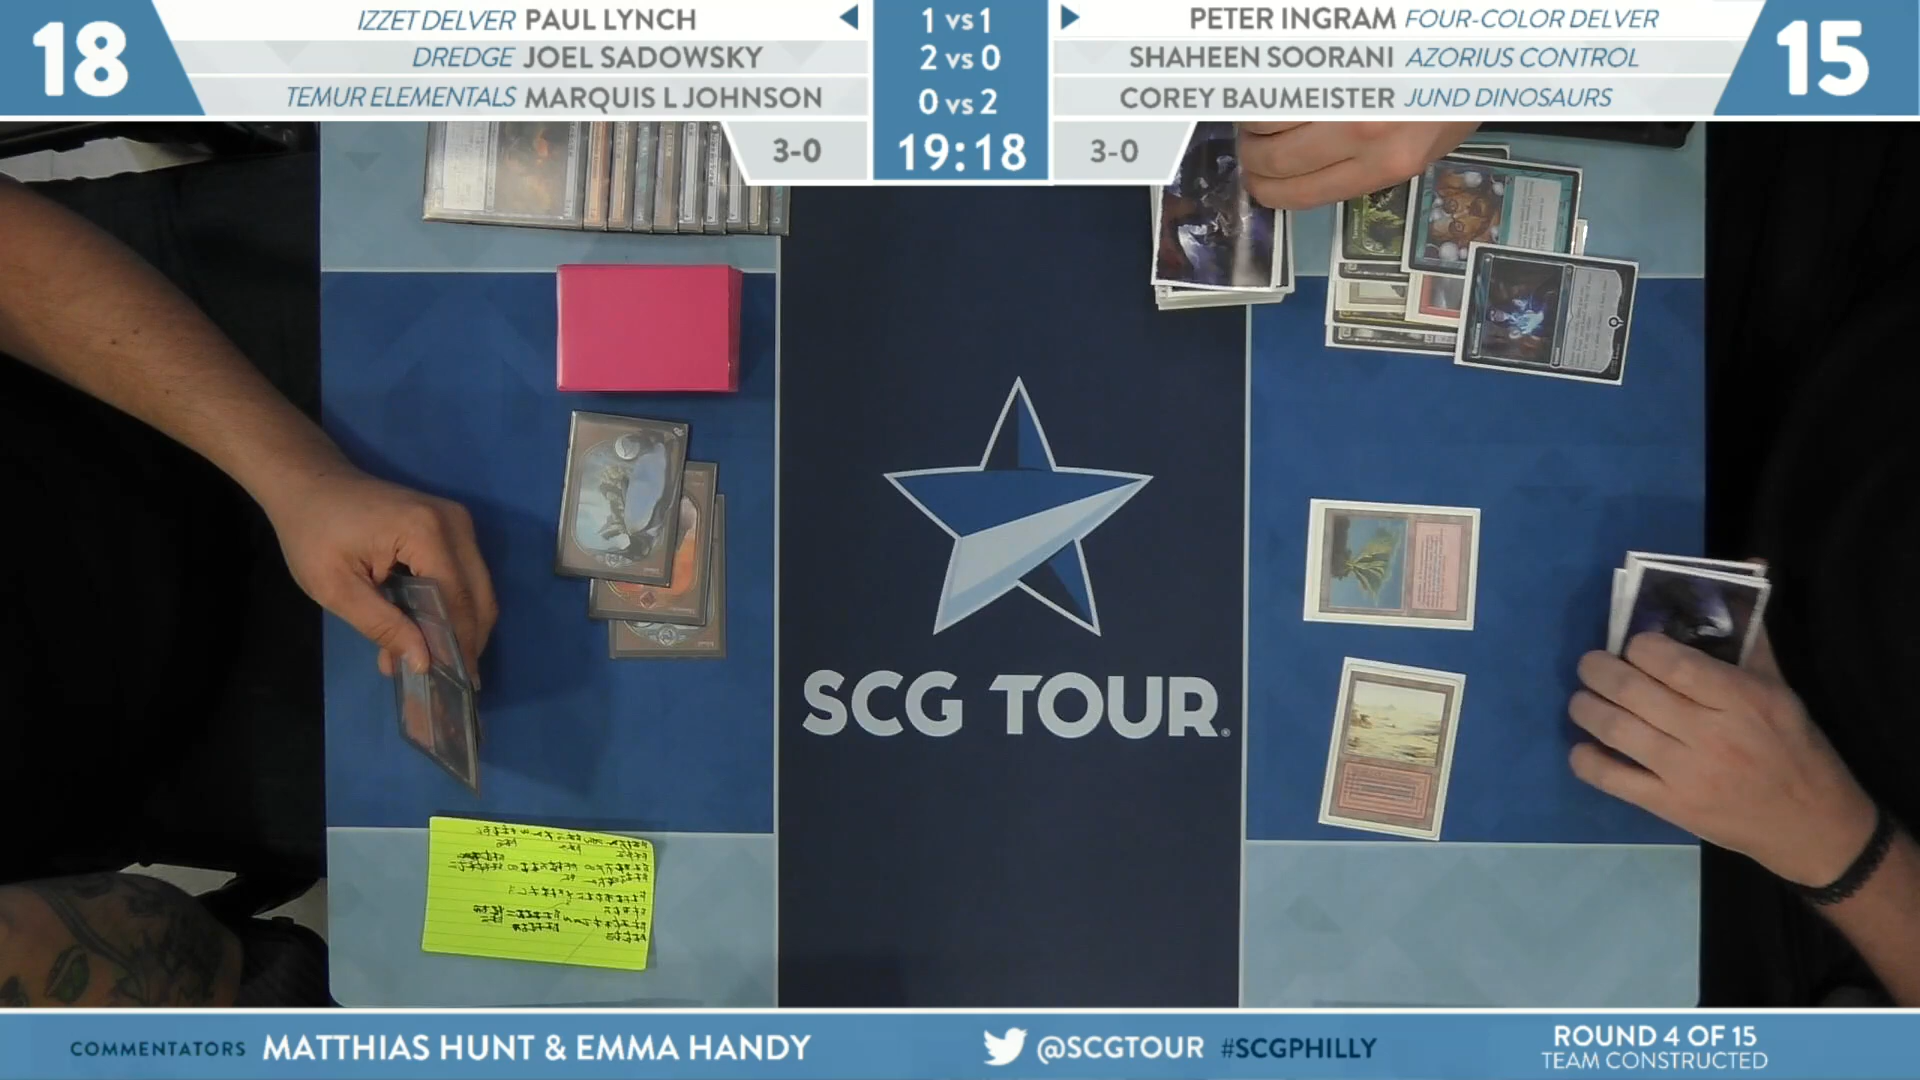 18
IZZET DELVER PAUL LYNCH
DREDGE JOEL SADOWSKY
TEMUR ELEMENTALS MARQUIS L JOHNSON
3-0
1 vs 1
2 vs 0
0 vs 2
19:18
PETER INGRAM FOUR-COLOR DELVER
SHAHEEN SOORANI AZORIUS CONTROL
COREY BAUMEISTER JUND DINOSAURS
3-0
15
SCG TOUR
COMMENTATORS MATTHIAS HUNT & EMMA HANDY
@SCGTOUR #SCGPHILLY
ROUND 4 OF 15
TEAM CONSTRUCTED